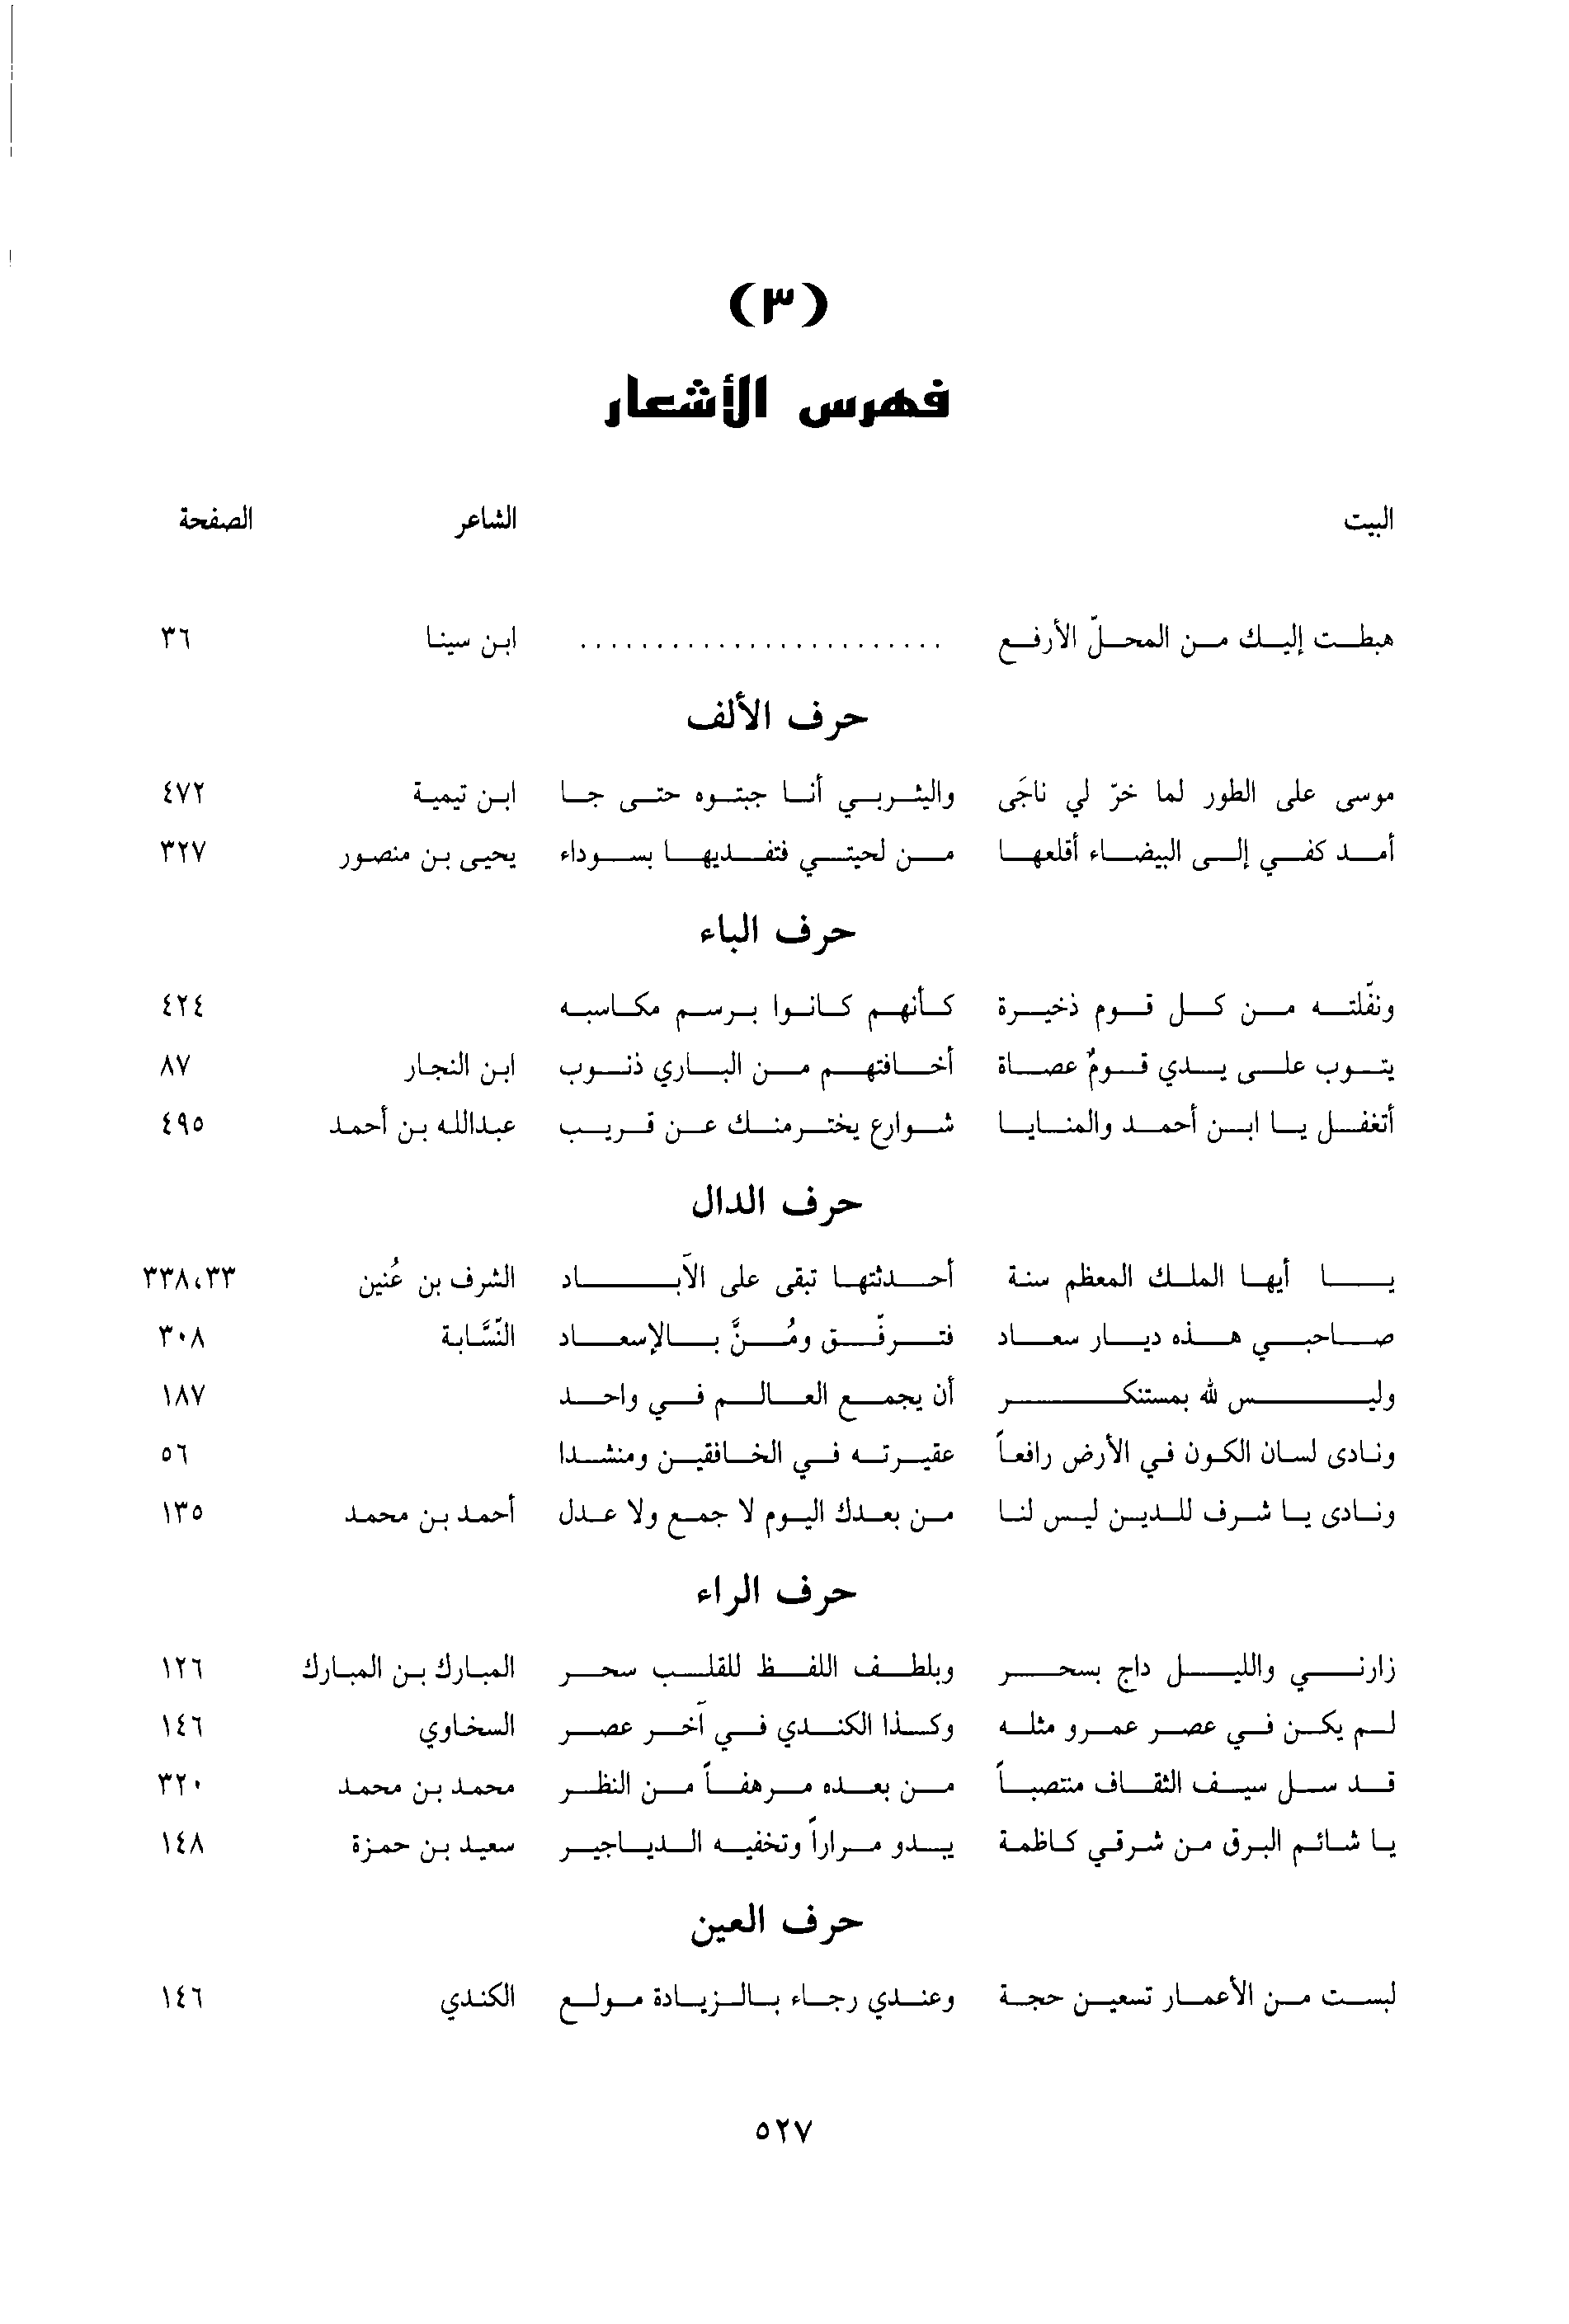 (٣)
فهرس الأشعار
البيت الشاعر الصفحة
هبطت إليك من المحلّ الأرفع ........................ ابن سينا ٣٦
حرف الألف
موسى على الطور لما خرّ لي ناجَى واليثربي أنا جبتوه حتى جا ابن تيمية ٤٧٢
أمد كفي إلى البيضاء أقلعها من لحيتي فتفديها بسوداء يحيى بن منصور ٣٢٧
حرف الباء
ونفّلته من كل قوم ذخيرة كأنهم كانوا برسم مكاسبه ٤٢٤
يتوب على يدي قومٌ عصاة أخافتهم من الباري ذنوب ابن النجار ٨٧
أتغفل يا ابن أحمد والمنايا شوارع يخترمنك عن قريب عبدالله بن أحمد ٤٩٥
حرف الدال
يا أيها الملك المعظم سنة أحدثتها تبقى على الآباد الشرف بن عُنين ٣٣٨،٣٣
صاحبي هذه ديار سعاد فترفّق ومُنَّ بالإسعاد النّسَّابة ٣٠٨
وليس لله بمستنكر أن يجمع العالم في واحد ١٨٧
ونادى لسان الكون في الأرض رافعاً عقيرته في الخافقين ومنشدا ٥٦
ونادى يا شرف للدين ليس لنا من بعدك اليوم لا جمع ولا عدل أحمد بن محمد ١٣٥
حرف الراء
زارني والليل داج بسحر وبلطف اللفظ للقلب سحر المبارك بن المبارك ١٢٦
لم يكن في عصر عمرو مثله وكذا الكندي في آخر عصر السخاوي ١٤٦
قد سل سيف الثقاف منتصباً من بعده مرهفاً من النظر محمد بن محمد ٣٢٠
يا شائم البرق من شرقي كاظمة يبدو مراراً وتخفيه الدياجير سعيد بن حمزة ١٤٨
حرف العين
لبست من الأعمار تسعين حجة وعندي رجاء بالزيادة مولع الكندي ١٤٦
٥٢٧